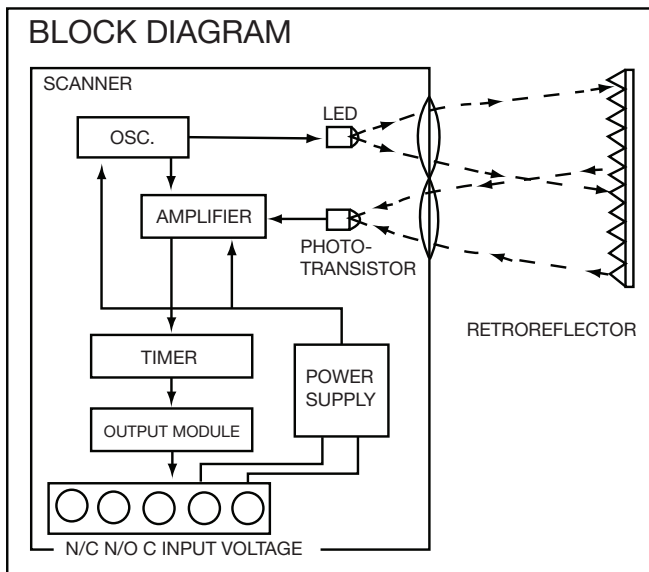 BLOCK DIAGRAM
SCANNER
LED
OSC.
AMPLIFIER
PHOTO-
TRANSISTOR
RETROREFLECTOR
TIMER
POWER
SUPPLY
OUTPUT MODULE
N/C N/O C INPUT VOLTAGE